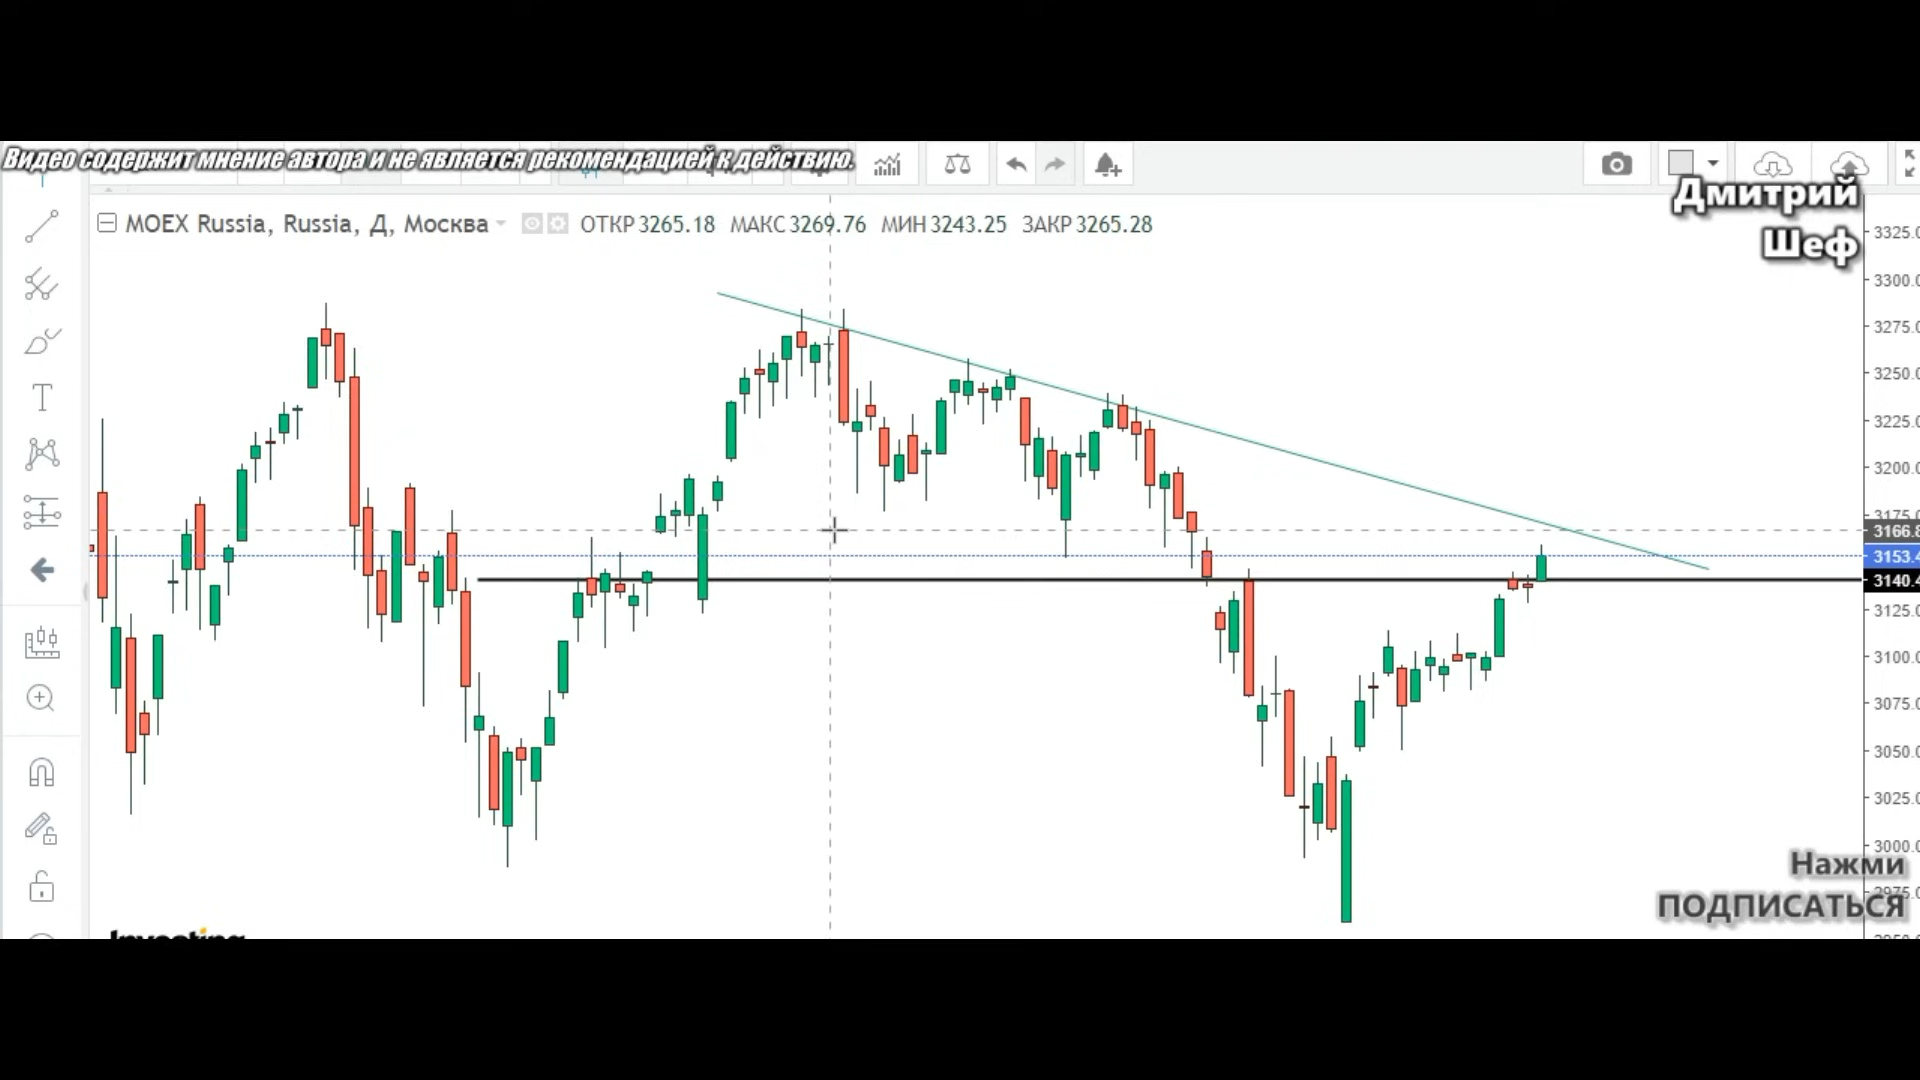 Видео содержит мнение автора и не является рекомендацией к действию.
Дмитрий
Шеф
MOEX Russia, Russia, Д, Москва ОТКР 3265.18 МАКС 3269.76 МИН 3243.25 ЗАКР 3265.28
3325.0
3300.0
3275.0
3250.0
3225.0
3200.0
3175.0
3166.8
3153.4
3140.4
3125.0
3100.0
3075.0
3050.0
3025.0
3000.0
Нажми
ПОДПИСАТЬСЯ
Investing